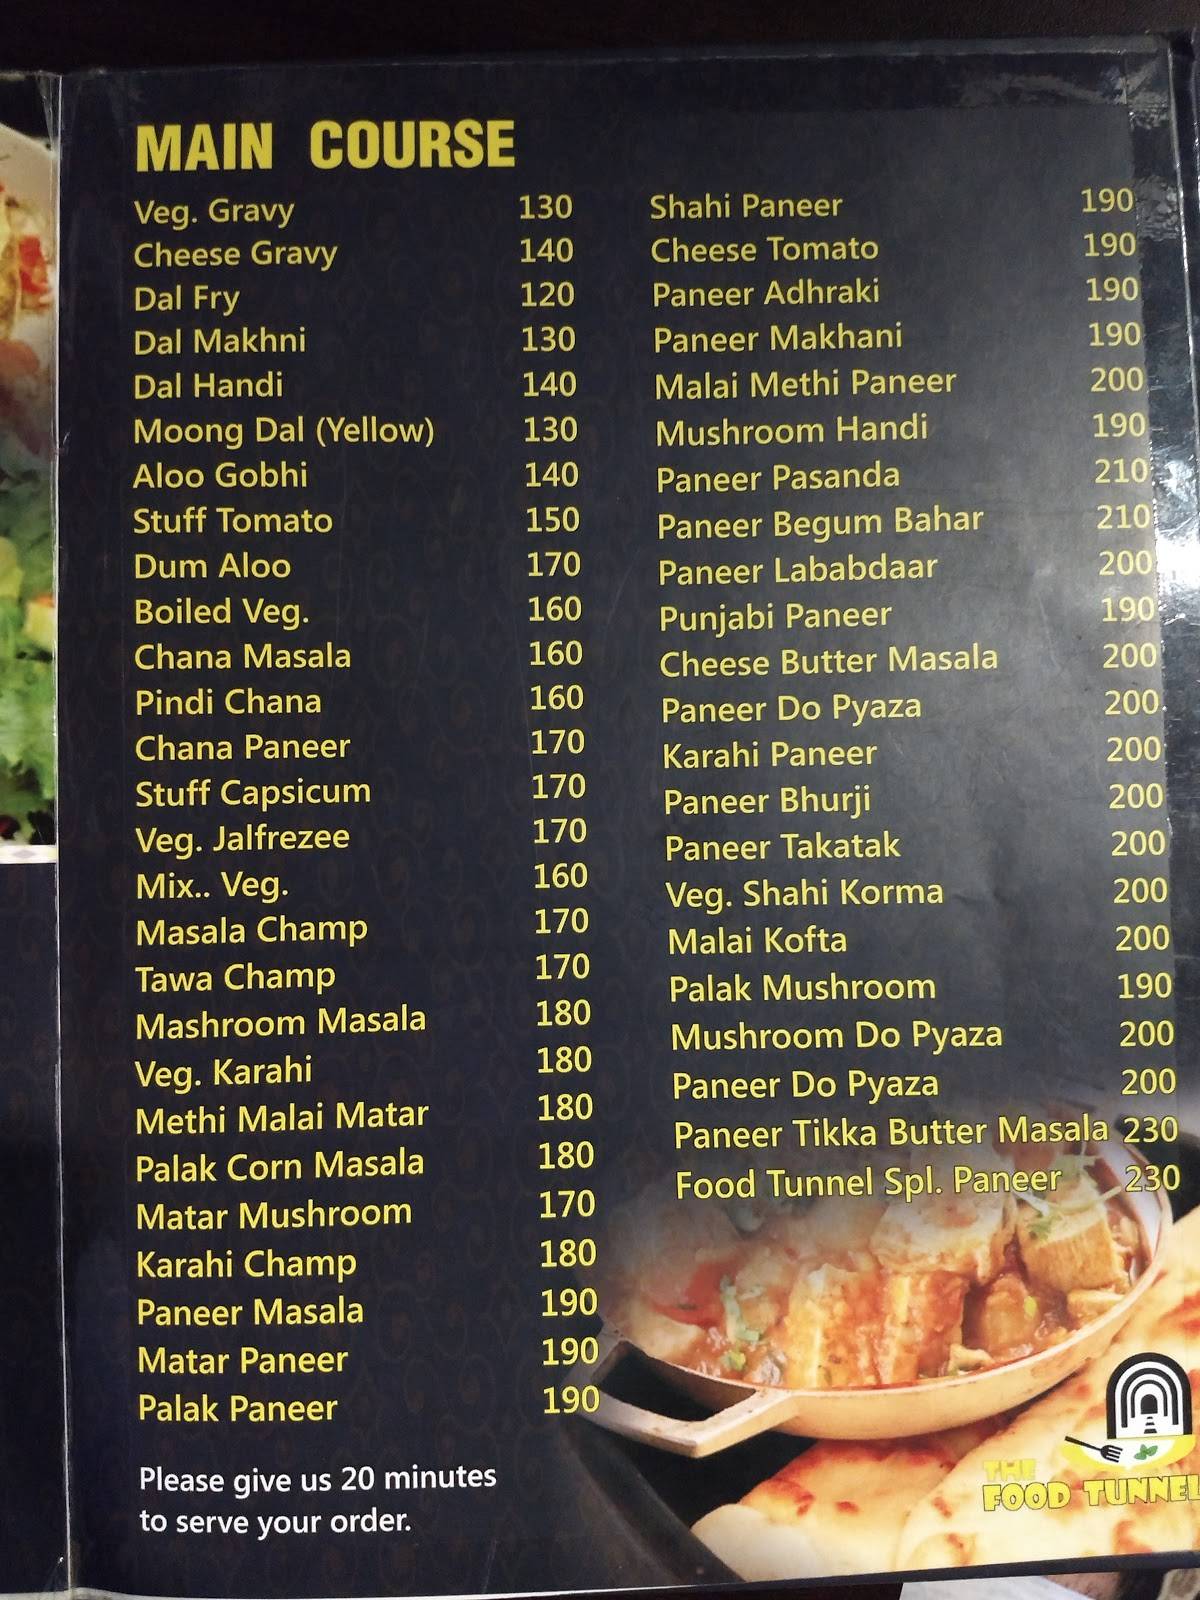 MAIN COURSE
Veg. Gravy 130
Cheese Gravy 140
Dal Fry 120
Dal Makhni 130
Dal Handi 140
Moong Dal (Yellow) 130
Aloo Gobhi 140
Stuff Tomato 150
Dum Aloo 170
Boiled Veg. 160
Chana Masala 160
Pindi Chana 160
Chana Paneer 170
Stuff Capsicum 170
Veg. Jalfrezee 170
Mix.. Veg. 160
Masala Champ 170
Tawa Champ 170
Mashroom Masala 180
Veg. Karahi 180
Methi Malai Matar 180
Palak Corn Masala 180
Matar Mushroom 170
Karahi Champ 180
Paneer Masala 190
Matar Paneer 190
Palak Paneer 190
Please give us 20 minutes
to serve your order.
Shahi Paneer 190
Cheese Tomato 190
Paneer Adhraki 190
Paneer Makhani 190
Malai Methi Paneer 200
Mushroom Handi 190
Paneer Pasanda 210
Paneer Begum Bahar 210
Paneer Lababdaar 200
Punjabi Paneer 190
Cheese Butter Masala 200
Paneer Do Pyaza 200
Karahi Paneer 200
Paneer Bhurji 200
Paneer Takatak 200
Veg. Shahi Korma 200
Malai Kofta 200
Palak Mushroom 190
Mushroom Do Pyaza 200
Paneer Do Pyaza 200
Paneer Tikka Butter Masala 230
Food Tunnel Spl. Paneer 230
THE
FOOD TUNNEL